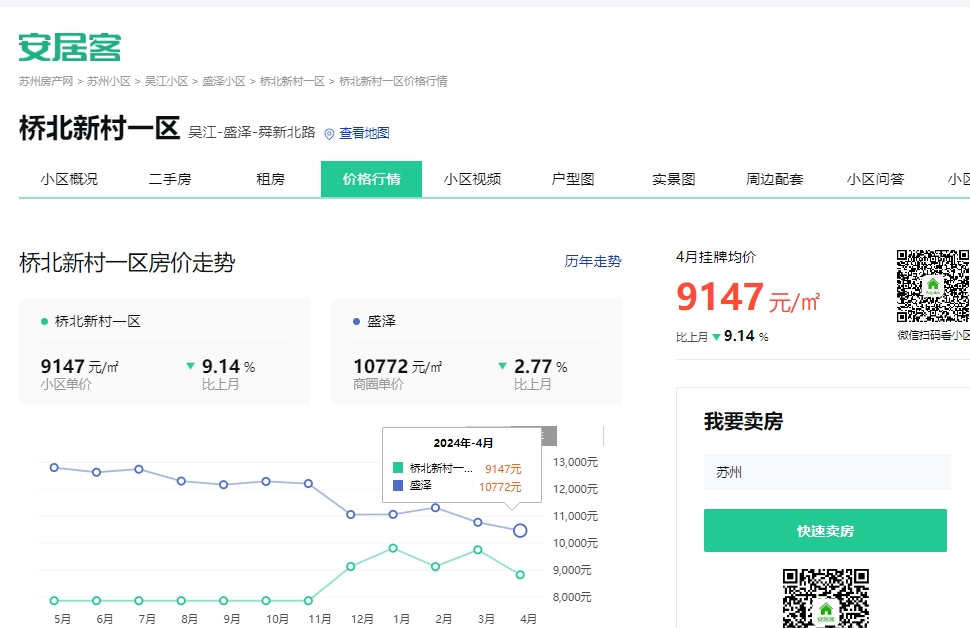 安居客
苏州房产网 > 苏州小区 > 吴江小区 > 盛泽小区 > 桥北新村一区 > 桥北新村一区价格行情
桥北新村一区 吴江-盛泽-舜新北路 查看地图
小区概况 二手房 租房 价格行情 小区视频 户型图 实景图 周边配套 小区问答 小区
桥北新村一区房价走势 历年走势
桥北新村一区
9147 元/㎡ 9.14 %
小区单价 比上月
盛泽
10772 元/㎡ 2.77 %
商圈单价 比上月
2024年-4月
桥北新村一... 9147元
盛泽 10772元
13,000元
12,000元
11,000元
10,000元
9,000元
8,000元
5月 6月 7月 8月 9月 10月 11月 12月 1月 2月 3月 4月
4月挂牌均价
9147 元/㎡
比上月 9.14 %
微信扫码看小区
我要卖房
苏州
快速卖房